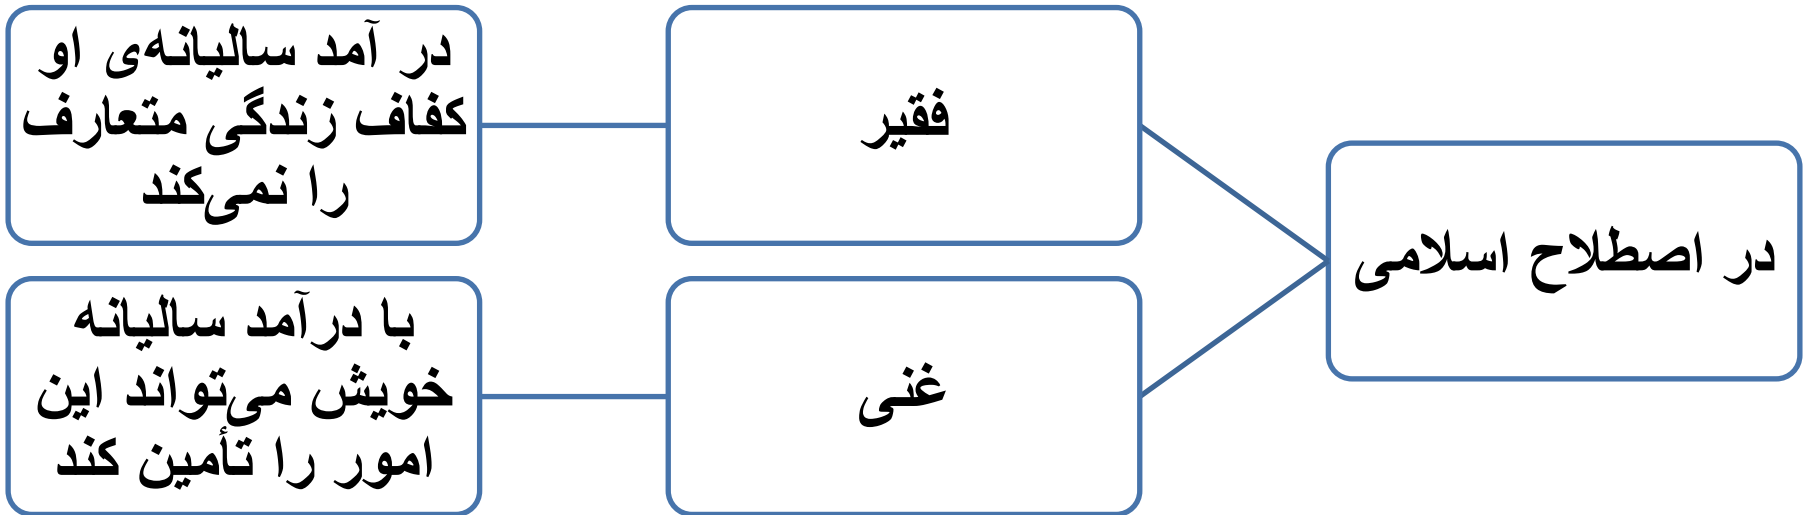 در اصطلاح اسلامی
فقیر
در آمد سالیانه‌ی او
کفاف زندگی متعارف
را نمی‌کند
غنی
با درآمد سالیانه
خویش می‌تواند این
امور را تأمین کند